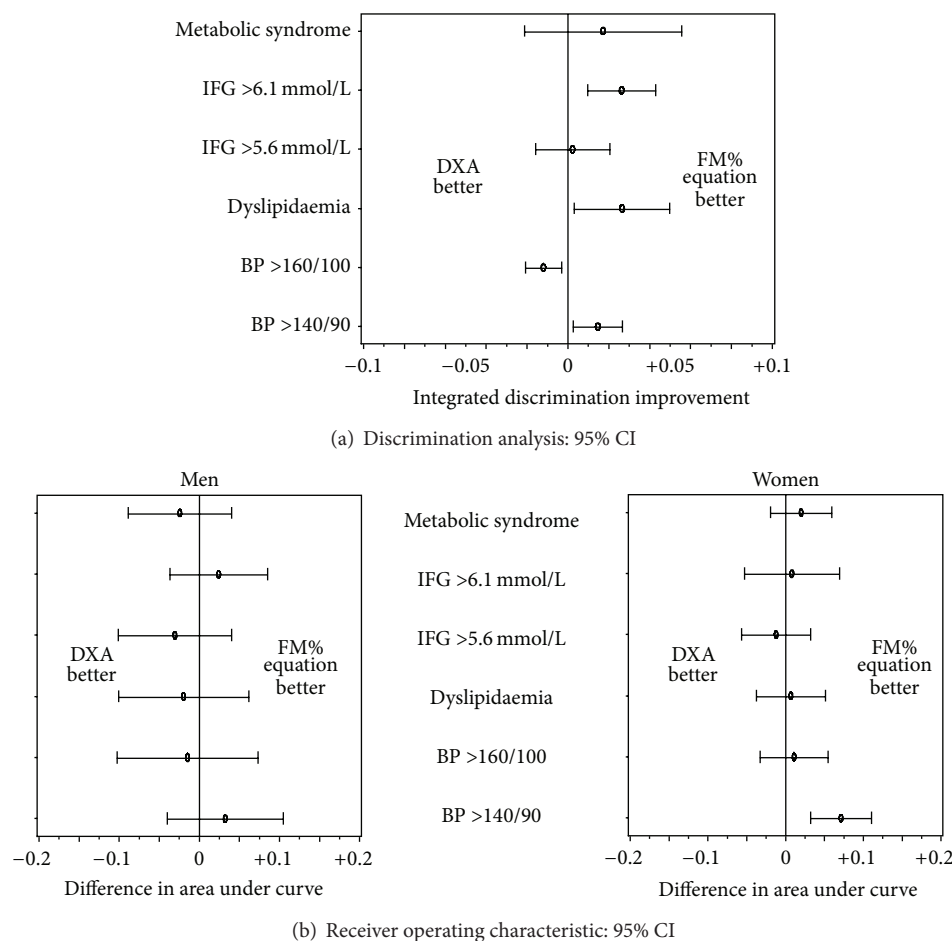 Metabolic syndrome
IFG >6.1 mmol/L
IFG >5.6 mmol/L
Dyslipidaemia
BP >160/100
BP >140/90
DXA
better
FM%
equation
better
−0.1 −0.05 0 +0.05 +0.1
Integrated discrimination improvement
(a) Discrimination analysis: 95% CI
Men
DXA
better
FM%
equation
better
−0.2 −0.1 0 +0.1 +0.2
Difference in area under curve
Metabolic syndrome
IFG >6.1 mmol/L
IFG >5.6 mmol/L
Dyslipidaemia
BP >160/100
BP >140/90
Women
DXA
better
FM%
equation
better
−0.2 −0.1 0 +0.1 +0.2
Difference in area under curve
(b) Receiver operating characteristic: 95% CI